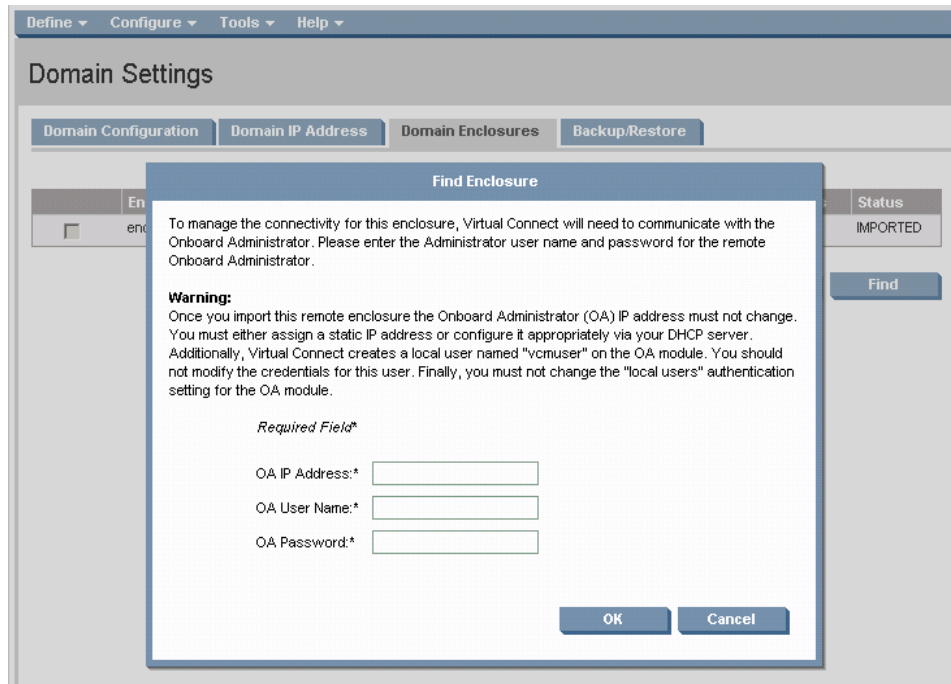 Define Configure Tools Help
Domain Settings
Domain Configuration Domain IP Address Domain Enclosures Backup/Restore
Find Enclosure
Status
IMPORTED
To manage the connectivity for this enclosure, Virtual Connect will need to communicate with the
Onboard Administrator. Please enter the Administrator user name and password for the remote
Onboard Administrator.
Find
Warning:
Once you import this remote enclosure the Onboard Administrator (OA) IP address must not change.
You must either assign a static IP address or configure it appropriately via your DHCP server.
Additionally, Virtual Connect creates a local user named "vcmuser" on the OA module. You should
not modify the credentials for this user. Finally, you must not change the "local users" authentication
setting for the OA module.
Required Field*
OA IP Address:*
OA User Name:*
OA Password:*
OK Cancel